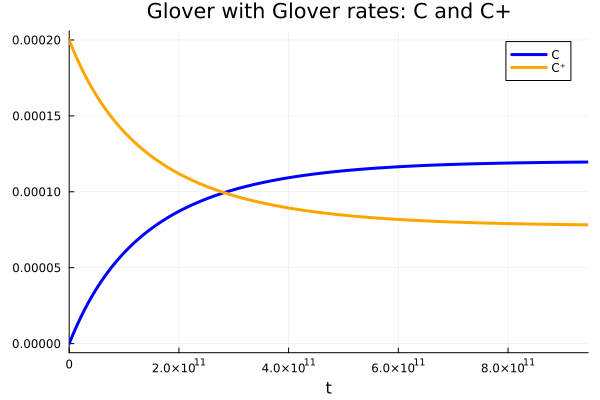 Glover with Glover rates: C and C+
C
C⁺
0.00020
0.00015
0.00010
0.00005
0.00000
0
2.0×10¹¹
4.0×10¹¹
6.0×10¹¹
8.0×10¹¹
t